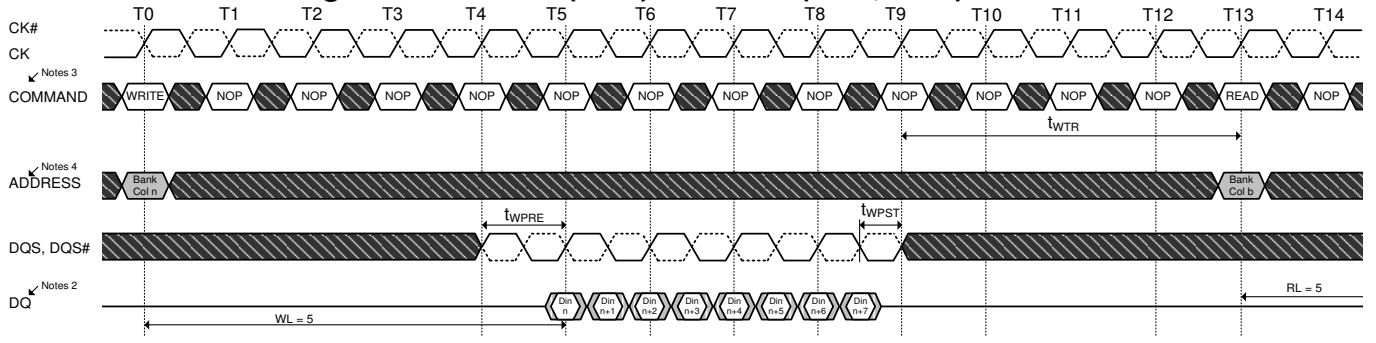 T0 T1 T2 T3 T4 T5 T6 T7 T8 T9 T10 T11 T12 T13 T14
CK#
CK
Notes 3
COMMAND WRITE NOP NOP NOP NOP NOP NOP NOP NOP NOP NOP NOP NOP READ NOP
tWTR
Notes 4
ADDRESS
Bank Bank
Col n Col b
tWPRE tWPST
DQS, DQS#
Notes 2
DQ
Din Din Din Din Din Din Din Din
n n+1 n+2 n+3 n+4 n+5 n+6 n+7
RL = 5
WL = 5